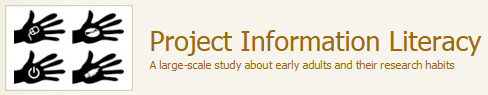 Project Information Literacy
A large-scale study about early adults and their research habits